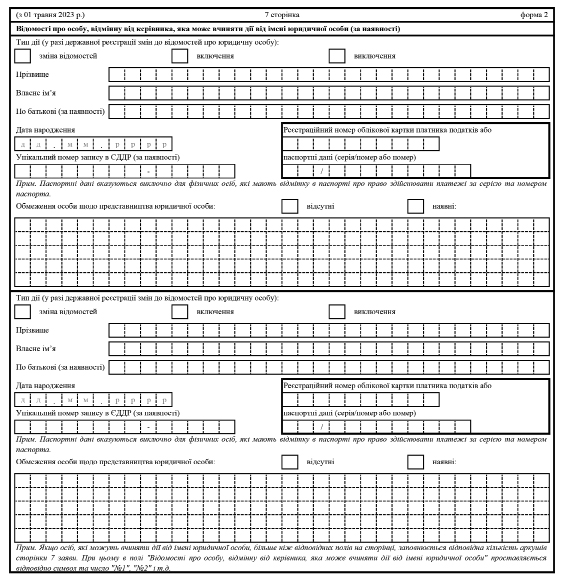 (з 01 травня 2023 р.) 7 сторінка форма 2
Відомості про особу, відмінну від керівника, яка може вчиняти дії від імені юридичної особи (за наявності)
Тип дії (у разі державної реєстрації змін до відомостей про юридичну особу):
зміна відомостей включення виключення
Прізвище
Власне ім'я
По батькові (за наявності)
Дата народження Реєстраційний номер облікової картки платника податків або
д д . м м . р р р р
Унікальний номер запису в ЄДДР (за наявності) паспортні дані (серія/номер або номер)
- /
Прим. Паспортні дані вказуються виключно для фізичних осіб, які мають відмітку в паспорті про право здійснювати платежі за серією та номером
паспорта.
Обмеження особи щодо представництва юридичної особи: відсутні наявні:
Тип дії (у разі державної реєстрації змін до відомостей про юридичну особу):
зміна відомостей включення виключення
Прізвище
Власне ім'я
По батькові (за наявності)
Дата народження Реєстраційний номер облікової картки платника податків або
д д . м м . р р р р
Унікальний номер запису в ЄДДР (за наявності) паспортні дані (серія/номер або номер)
- /
Прим. Паспортні дані вказуються виключно для фізичних осіб, які мають відмітку в паспорті про право здійснювати платежі за серією та номером
паспорта.
Обмеження особи щодо представництва юридичної особи: відсутні наявні:
Прим. Якщо осіб, які можуть вчиняти дії від імені юридичної особи, більше ніж відповідних полів на сторінці, заповнюється відповідна кількість аркушів
сторінки 7 заяви. При цьому в полі "Відомості про особу, відмінну від керівника, яка може вчиняти дії від імені юридичної особи" проставляється
відповідно символ та число "№1", "№2" і т.д.